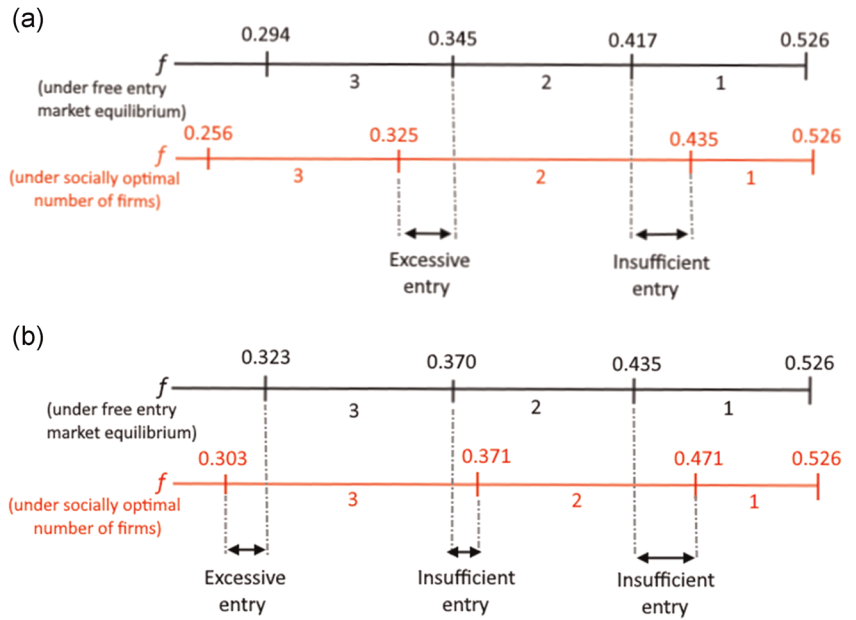 (a)
0.294 0.345 0.417 0.526
f
(under free entry
market equilibrium)
3 2 1
0.256 0.325 0.435 0.526
f
(under socially optimal
number of firms)
3 2 1
Excessive
entry
Insufficient
entry
(b)
0.323 0.370 0.435 0.526
f
(under free entry
market equilibrium)
3 2 1
0.303 0.371 0.471 0.526
f
(under socially optimal
number of firms)
3 2 1
Excessive
entry
Insufficient
entry
Insufficient
entry